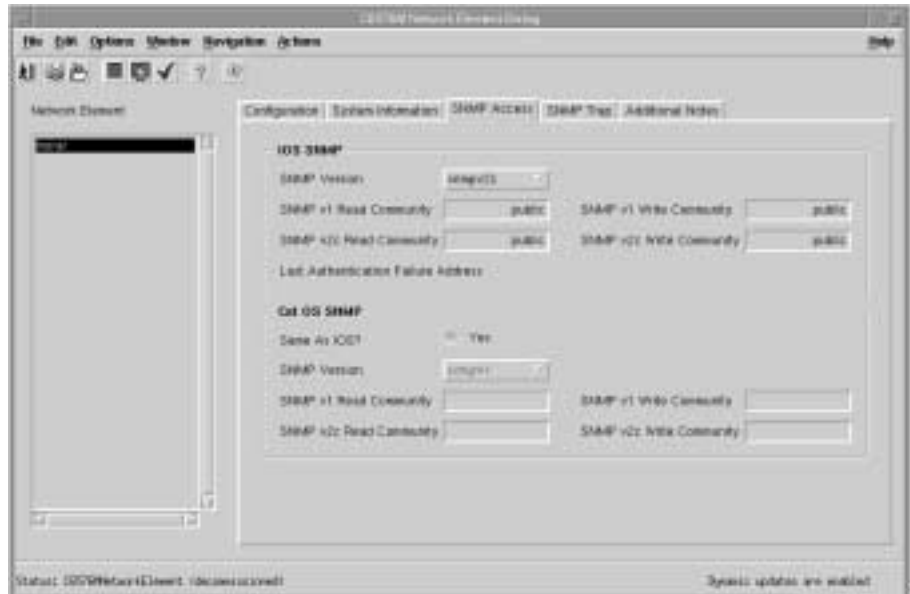 File Edit Options Window Navigation Actions Help
Network Element
Configuration System Information SNMP Access SNMP Trap Additional Notes
IOS SNMP
SNMP Version
SNMP v1 Read Community public SNMP v1 Write Community public
SNMP v2c Read Community public SNMP v2c Write Community public
Last Authentication Failure Address
Cat OS SNMP
Same As IOS? Yes
SNMP Version
SNMP v1 Read Community SNMP v1 Write Community
SNMP v2c Read Community SNMP v2c Write Community
Status: (decommissioned) Dynamic updates are enabled